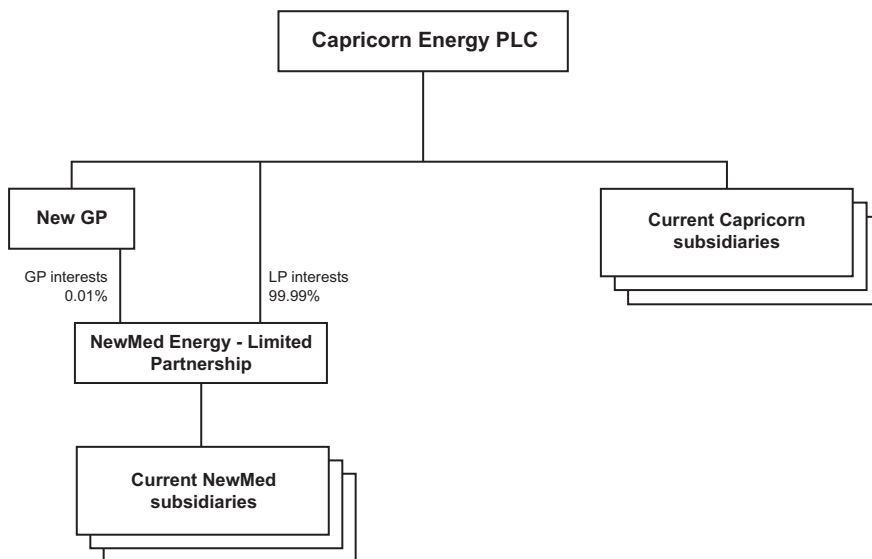 Capricorn Energy PLC
New GP
Current Capricorn
subsidiaries
GP interests
0.01%
LP interests
99.99%
NewMed Energy - Limited
Partnership
Current NewMed
subsidiaries